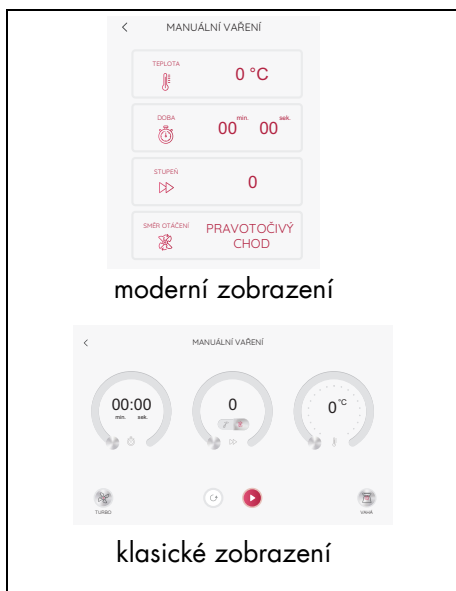 MANUÁLNÍ VAŘENÍ
TEPLOTA
0 °C
DOBA
00 min. 00 sek.
STUPEŇ
0
SMĚR OTÁČENÍ
PRAVOTOČIVÝ
CHOD
moderní zobrazení
MANUÁLNÍ VAŘENÍ
00:00
min. sek.
0
0 °C
TURBO
VÁHA
klasické zobrazení